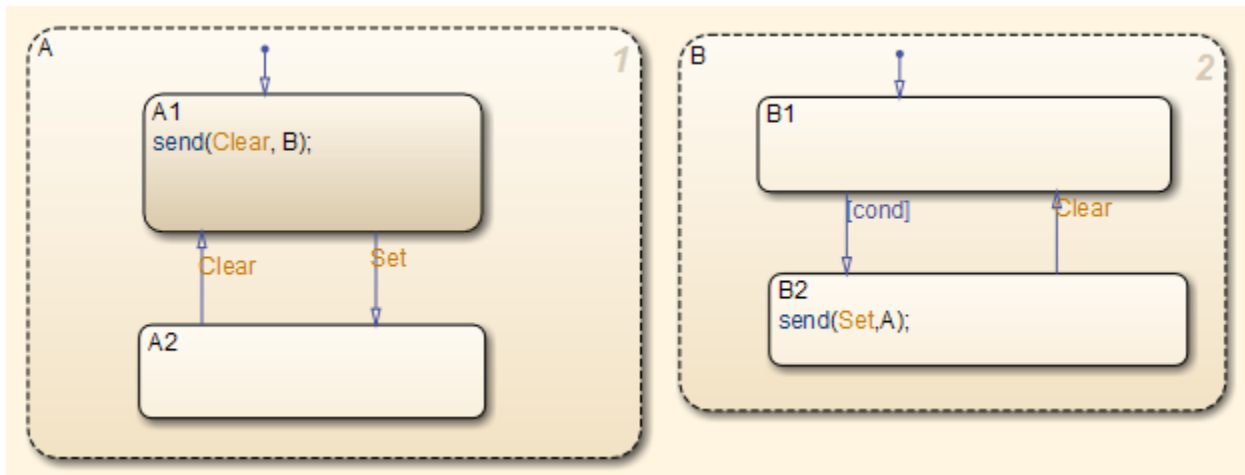 A
1
A1
send(Clear, B);
Clear
Set
A2
B
2
B1
[cond]
Clear
B2
send(Set,A);